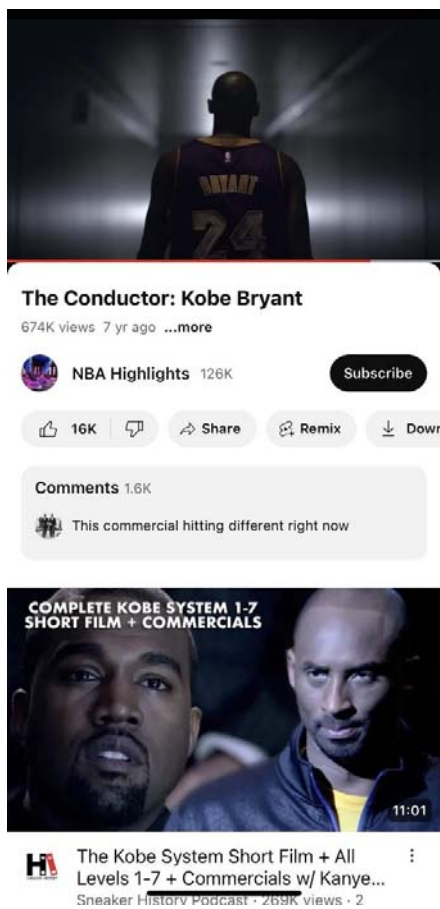 BRYANT
24
The Conductor: Kobe Bryant
674K views 7 yr ago ...more
NBA Highlights 126K
Subscribe
16K
Share
Remix
Down
Comments 1.6K
This commercial hitting different right now
COMPLETE KOBE SYSTEM 1-7
SHORT FILM + COMMERCIALS
11:01
H
The Kobe System Short Film + All
Levels 1-7 + Commercials w/ Kanye...
Sneaker History Podcast · 269K views · 2